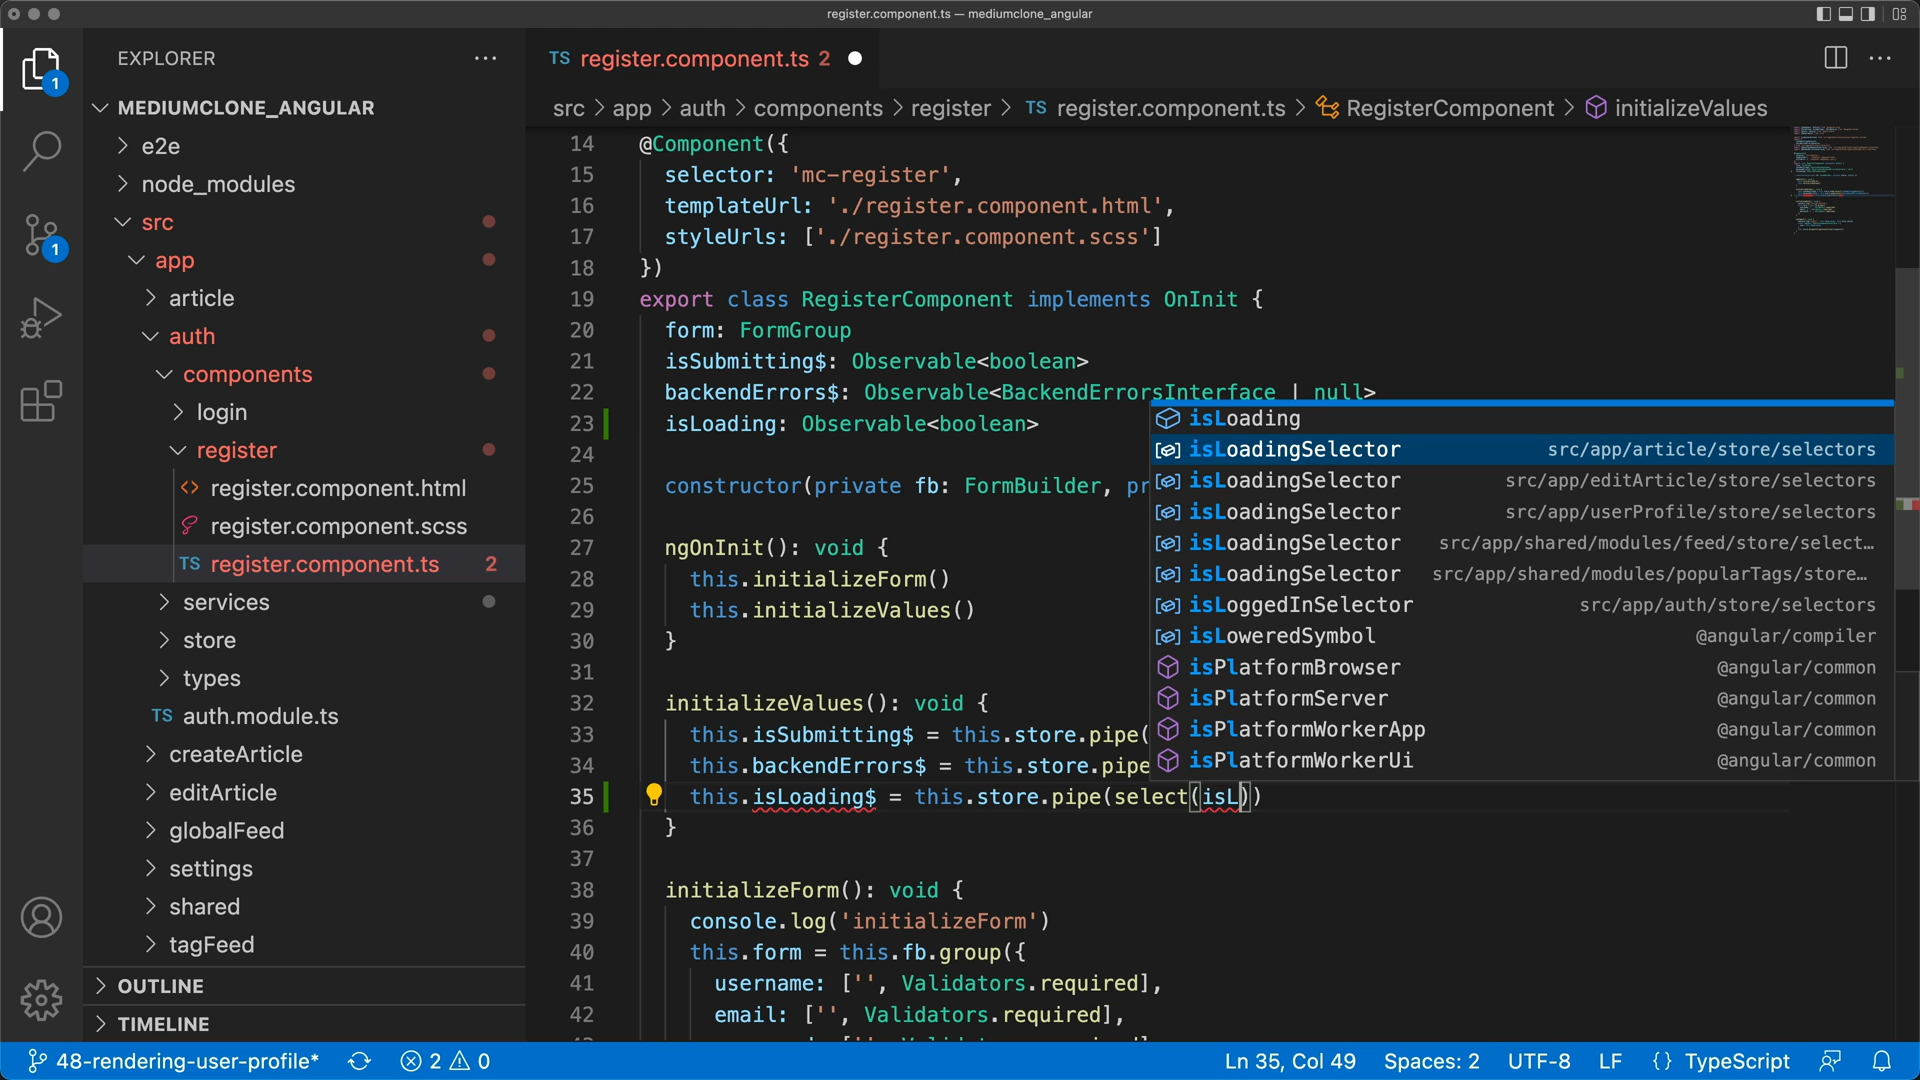 register.component.ts — mediumclone_angular
EXPLORER
1
MEDIUMCLONE_ANGULAR
e2e
node_modules
src
1
app
article
auth
components
login
register
register.component.html
register.component.scss
TS register.component.ts 2
services
store
types
TS auth.module.ts
createArticle
editArticle
globalFeed
settings
shared
tagFeed
OUTLINE
TIMELINE
TS register.component.ts 2
src > app > auth > components > register > TS register.component.ts > RegisterComponent > initializeValues
14 @Component({
15 selector: 'mc-register',
16 templateUrl: './register.component.html',
17 styleUrls: ['./register.component.scss']
18 })
19 export class RegisterComponent implements OnInit {
20 form: FormGroup
21 isSubmitting$: Observable<boolean>
22 backendErrors$: Observable<BackendErrorsInterface | null>
23 isLoading: Observable<boolean>
24
25 constructor(private fb: FormBuilder, pr
26
27 ngOnInit(): void {
28 this.initializeForm()
29 this.initializeValues()
30 }
31
32 initializeValues(): void {
33 this.isSubmitting$ = this.store.pipe(
34 this.backendErrors$ = this.store.pipe
35 this.isLoading$ = this.store.pipe(select(isL))
36 }
37
38 initializeForm(): void {
39 console.log('initializeForm')
40 this.form = this.fb.group({
41 username: ['', Validators.required],
42 email: ['', Validators.required],
isLoading
isLoadingSelector src/app/article/store/selectors
isLoadingSelector src/app/editArticle/store/selectors
isLoadingSelector src/app/userProfile/store/selectors
isLoadingSelector src/app/shared/modules/feed/store/select…
isLoadingSelector src/app/shared/modules/popularTags/store…
isLoggedInSelector src/app/auth/store/selectors
isLoweredSymbol @angular/compiler
isPlatformBrowser @angular/common
isPlatformServer @angular/common
isPlatformWorkerApp @angular/common
isPlatformWorkerUi @angular/common
48-rendering-user-profile* 2 0 Ln 35, Col 49 Spaces: 2 UTF-8 LF {} TypeScript